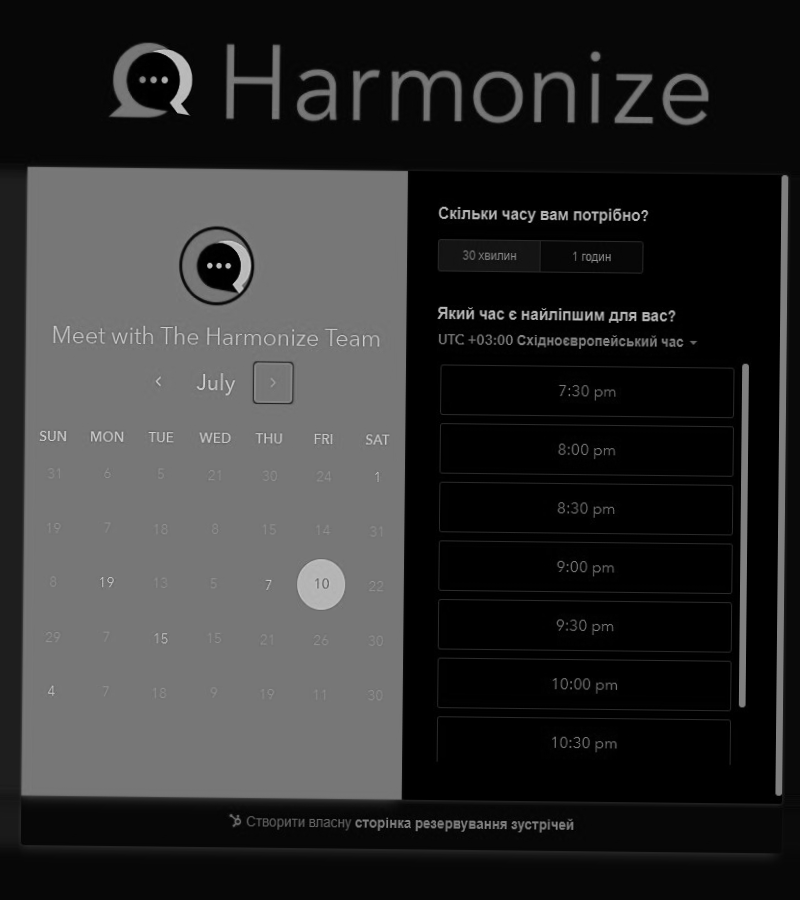 Harmonize
Meet with The Harmonize Team
July
SUN MON TUE WED THU FRI SAT
31 6 5 21 30 24 1
19 7 18 8 15 14 31
8 19 13 5 7 10 22
29 7 15 15 21 26 30
4 7 18 9 19 11 30
Скільки часу вам потрібно?
30 хвилин 1 годин
Який час є найліпшим для вас?
UTC +03:00 Східноєвропейський час
7:30 pm
8:00 pm
8:30 pm
9:00 pm
9:30 pm
10:00 pm
10:30 pm
Створити власну сторінка резервування зустрічей